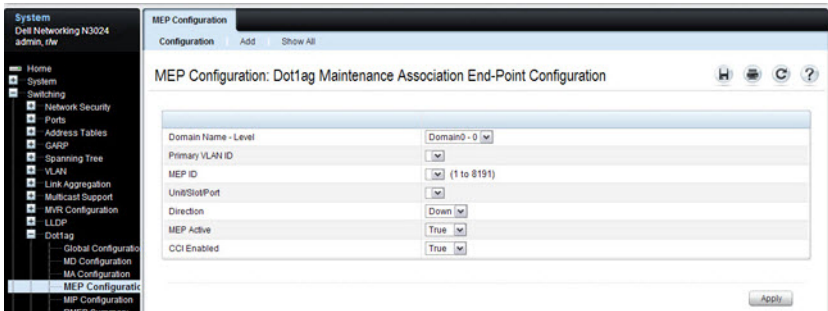 System
Dell Networking N3024
admin, r/w
Home
System
Switching
Network Security
Ports
Address Tables
GARP
Spanning Tree
VLAN
Link Aggregation
Multicast Support
MVR Configuration
LLDP
Dot1ag
Global Configuratio
MD Configuration
MA Configuration
MEP Configuratic
MIP Configuration
MEP Configuration
Configuration Add Show All
MEP Configuration: Dot1ag Maintenance Association End-Point Configuration
Domain Name - Level Domain0 - 0
Primary VLAN ID
MEP ID (1 to 8191)
Unit/Slot/Port
Direction Down
MEP Active True
CCI Enabled True
Apply